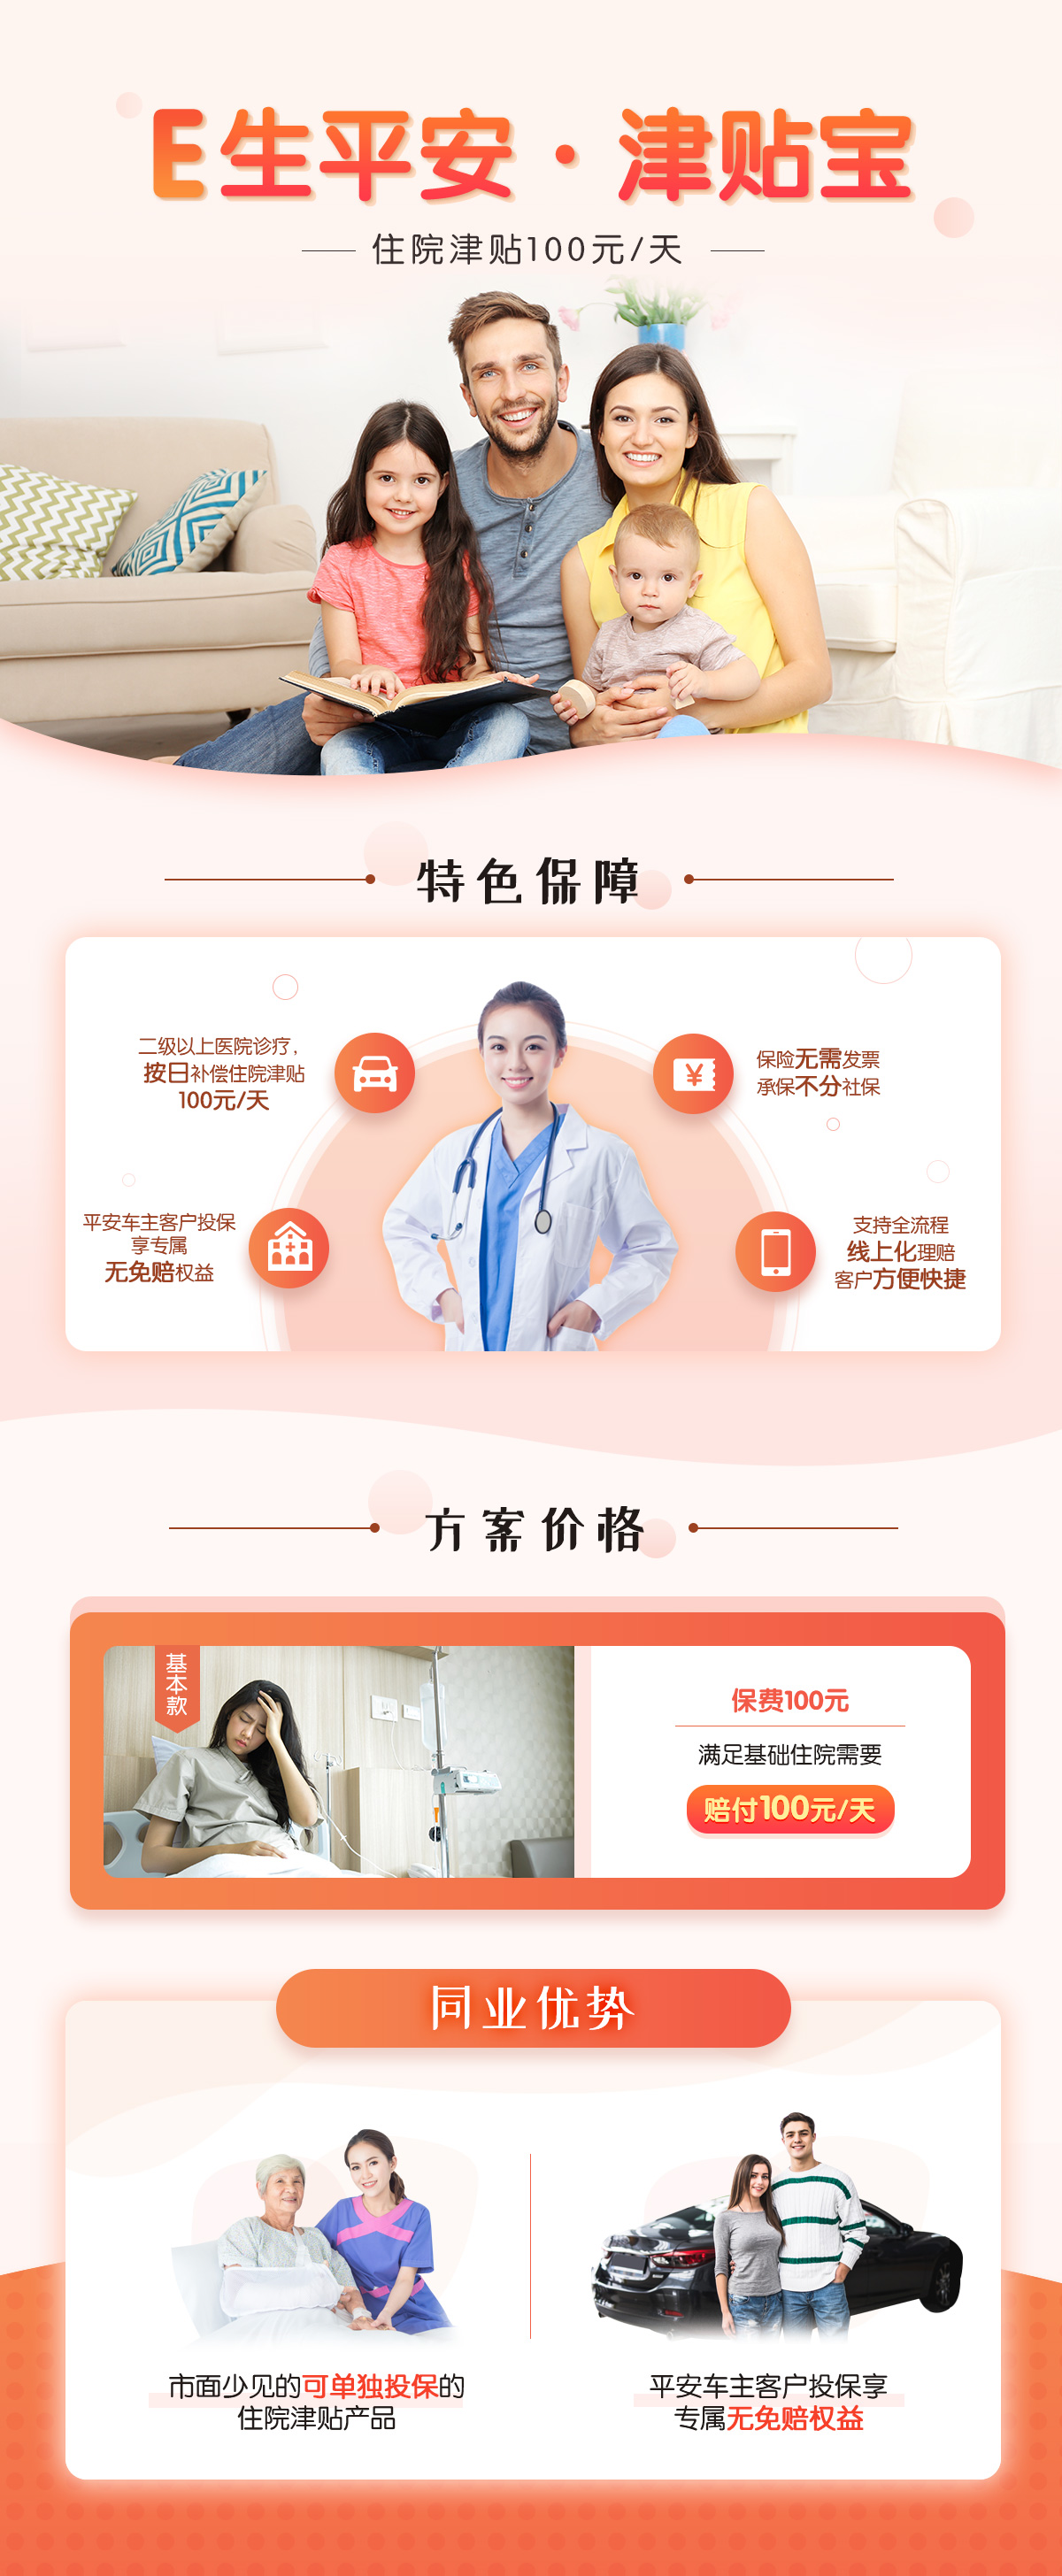 E生平安·津贴宝
住院津贴100元/天
特色保障
二级以上医院诊疗，
按日补偿住院津贴
100元/天
保险无需发票
承保不分社保
平安车主客户投保
享专属
无免赔权益
支持全流程
线上化理赔
客户方便快捷
方案价格
基本款
保费100元
满足基础住院需要
赔付100元/天
同业优势
市面少见的可单独投保的
住院津贴产品
平安车主客户投保享
专属无免赔权益